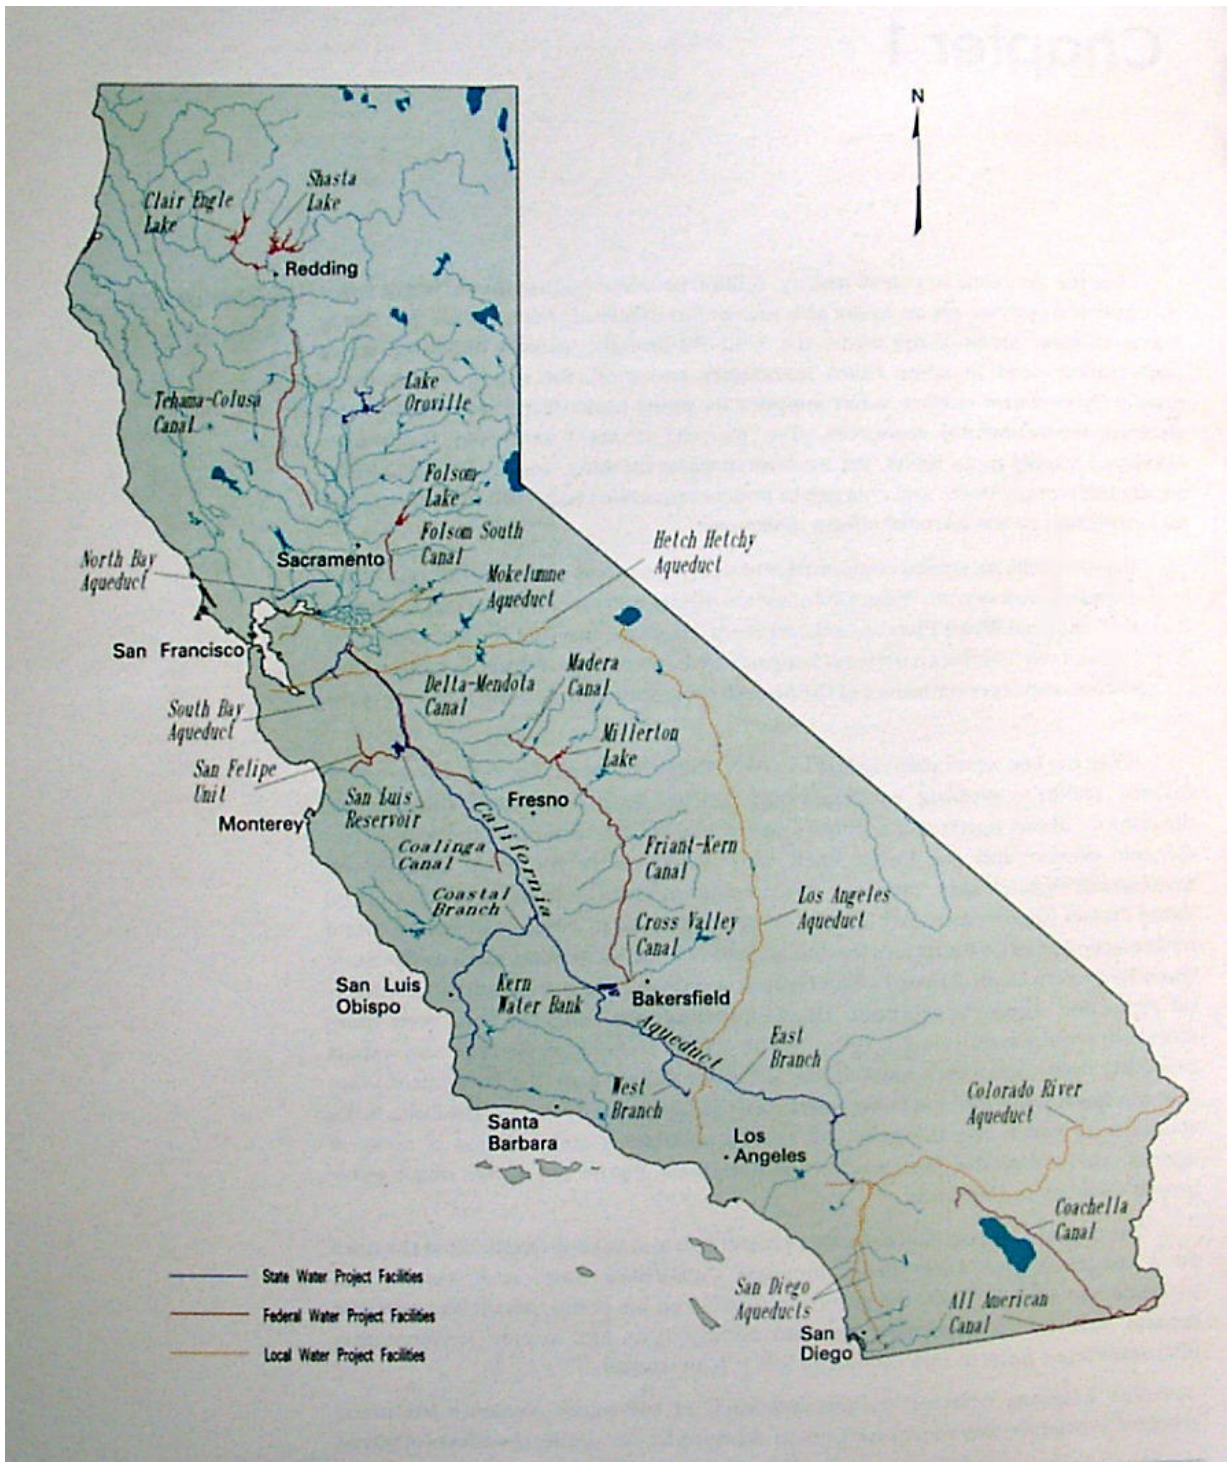 Chapter 1
N
Shasta
Lake
Clair Engle
Lake
Redding
Lake
Oroville
Tehama-Colusa
Canal
Folsom
Lake
Folsom South
Canal
Hetch Hetchy
Aqueduct
North Bay
Aqueduct
Sacramento
Mokelumne
Aqueduct
San Francisco
Madera
Canal
Delta-Mendota
Canal
South Bay
Aqueduct
Millerton
Lake
San Felipe
Unit
San Luis
Reservoir
Fresno
Monterey
California
Coalinga
Canal
Friant-Kern
Canal
Coastal
Branch
Los Angeles
Aqueduct
Cross Valley
Canal
San Luis
Obispo
Kern
Water Bank
Bakersfield
Aqueduct
East
Branch
West
Branch
Colorado River
Aqueduct
Santa
Barbara
Los
Angeles
Coachella
Canal
San Diego
Aqueducts
All American
Canal
San
Diego
State Water Project Facilities
Federal Water Project Facilities
Local Water Project Facilities